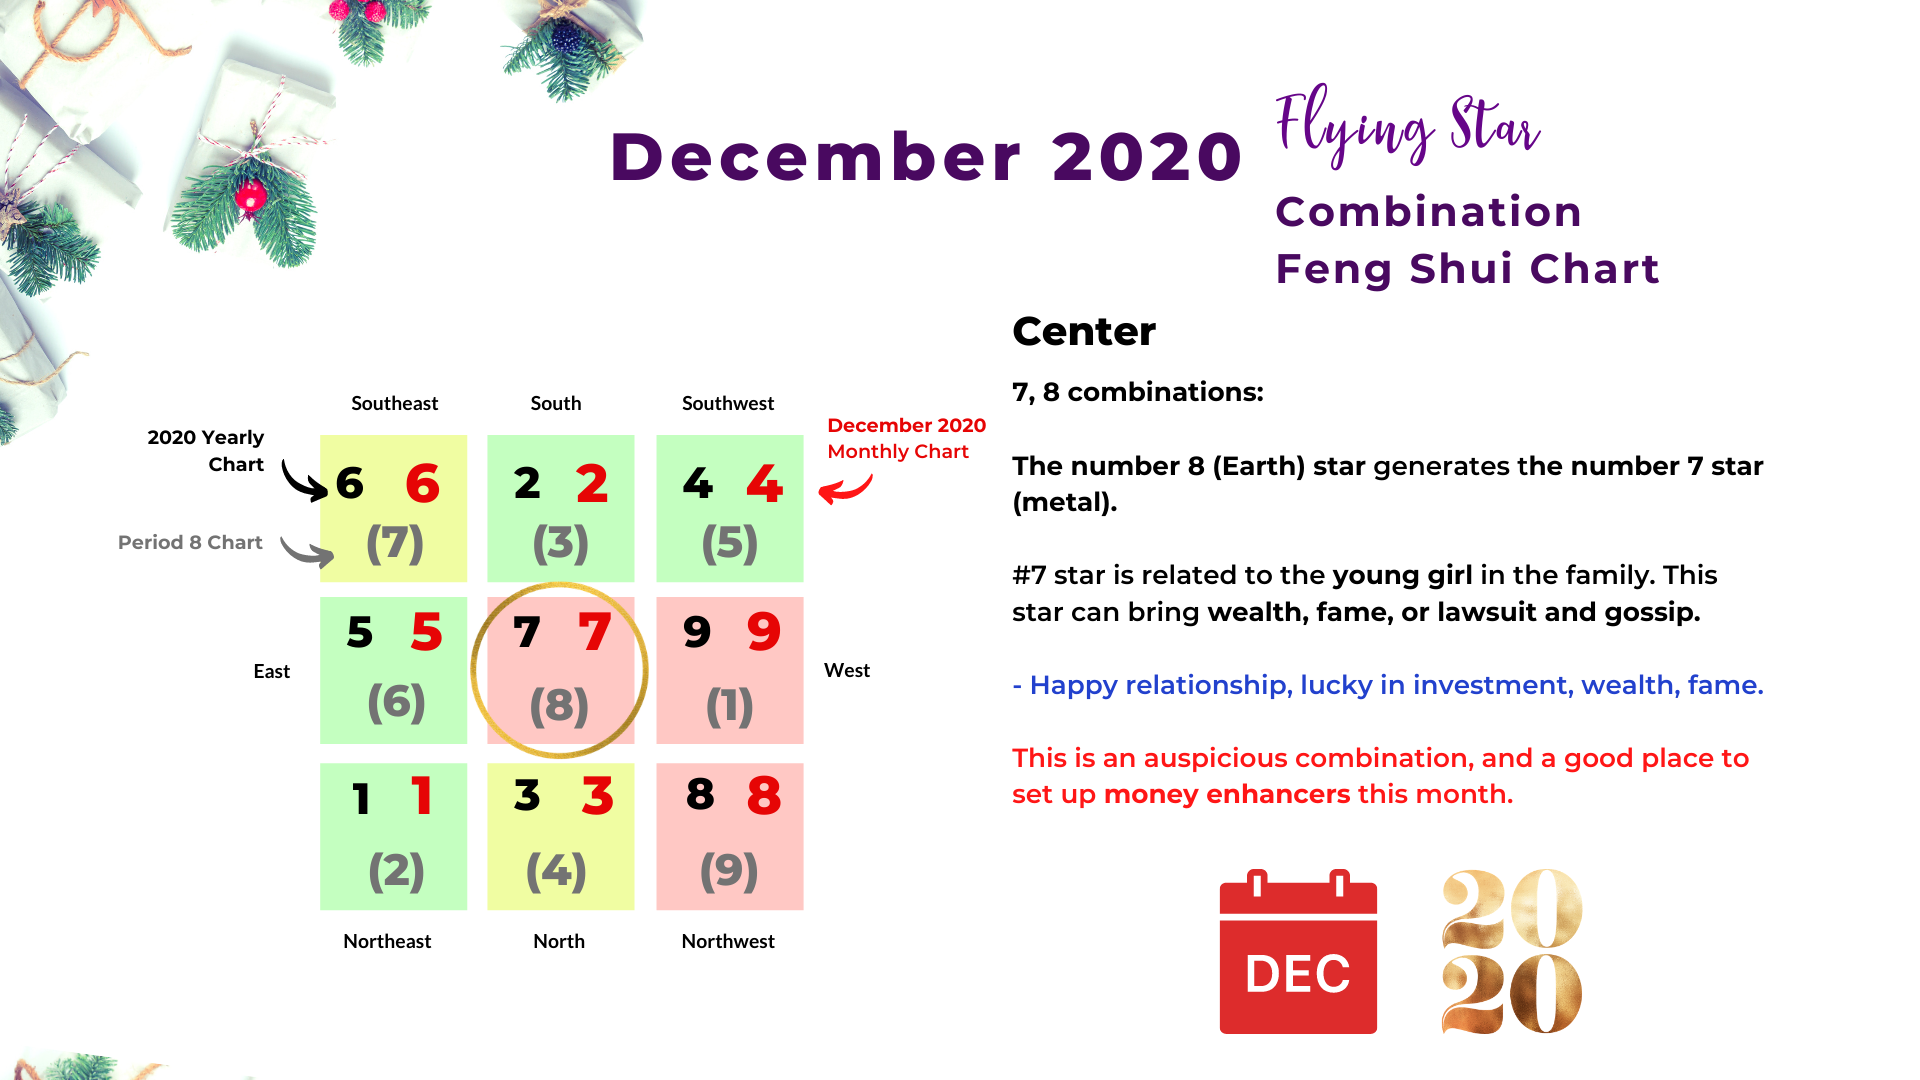 December 2020
Flying Star
Combination
Feng Shui Chart
Center
7, 8 combinations:
The number 8 (Earth) star generates the number 7 star
(metal).
#7 star is related to the young girl in the family. This
star can bring wealth, fame, or lawsuit and gossip.
- Happy relationship, lucky in investment, wealth, fame.
This is an auspicious combination, and a good place to
set up money enhancers this month.
Southeast South Southwest
2020 Yearly
Chart
December 2020
Monthly Chart
Period 8 Chart
6 6 2 2 4 4
(7) (3) (5)
East
5 5 7 7 9 9
(6) (8) (1)
West
1 1 3 3 8 8
(2) (4) (9)
Northeast North Northwest
DEC
20
20